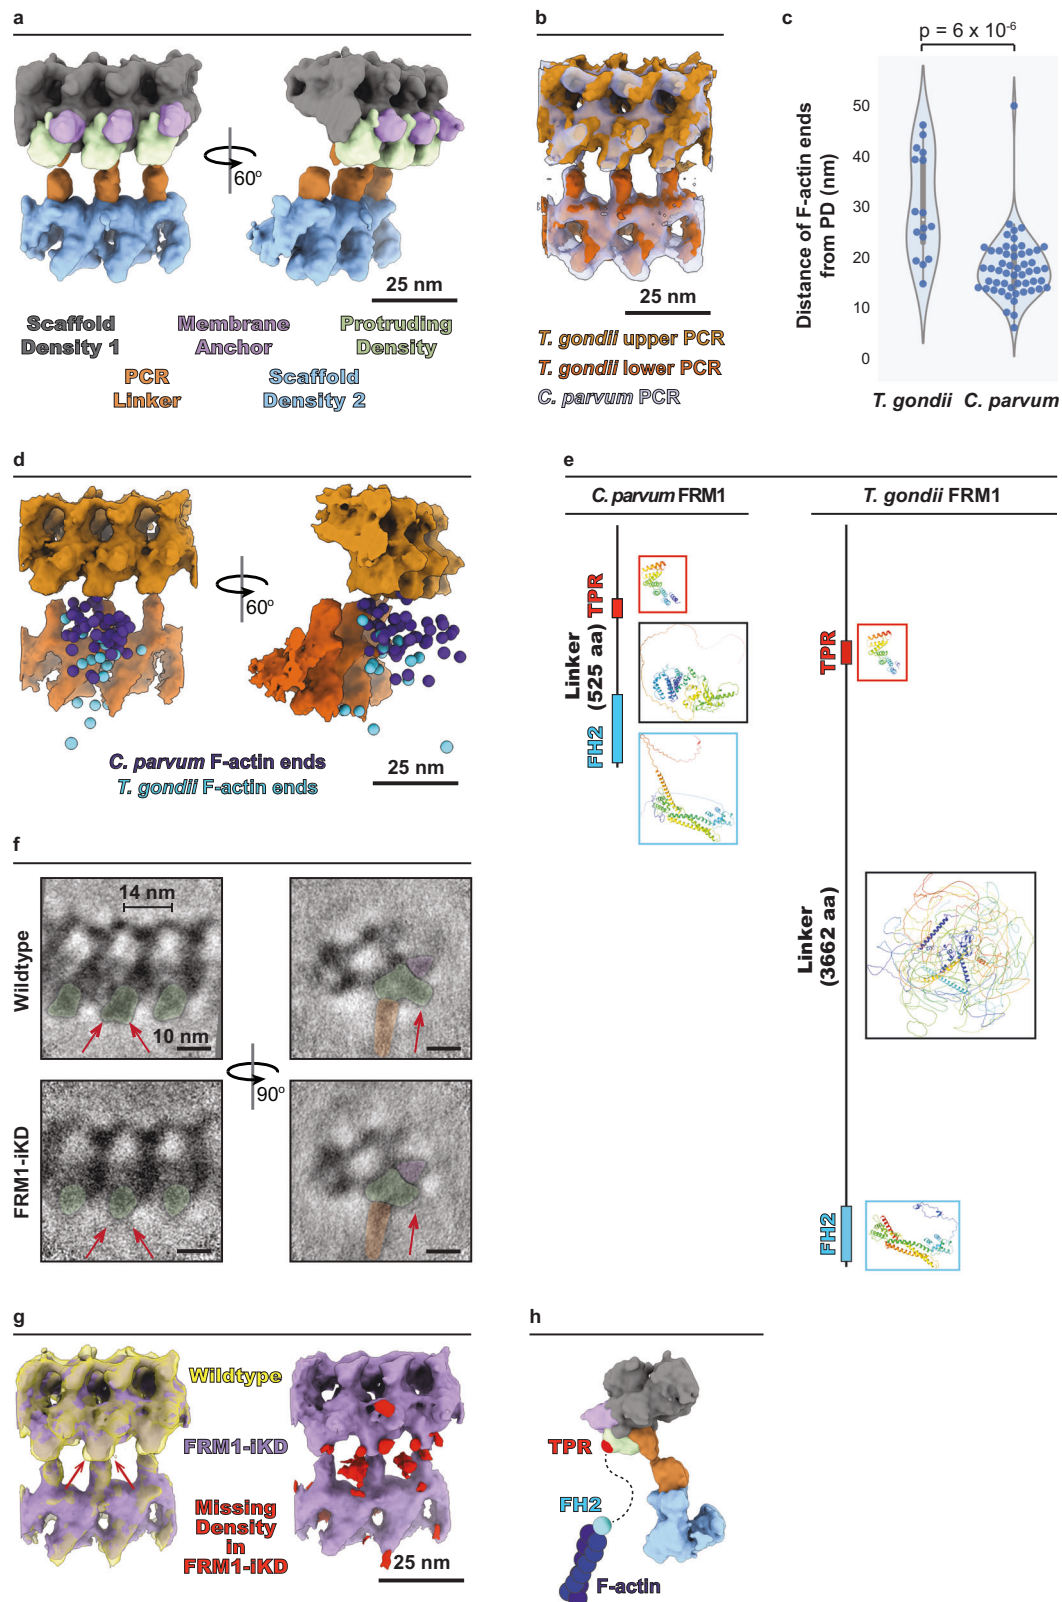 a
60°
25 nm
Scaffold
Density 1
Membrane
Anchor
Protruding
Density
PCR
Linker
Scaffold
Density 2
b
25 nm
T. gondii upper PCR
T. gondii lower PCR
C. parvum PCR
c
p = 6 x 10-6
Distance of F-actin ends
from PD (nm)
50
40
30
20
10
0
T. gondii
C. parvum
d
60°
C. parvum F-actin ends
T. gondii F-actin ends
25 nm
e
C. parvum FRM1
T. gondii FRM1
TPR
Linker
(525 aa)
FH2
TPR
Linker
(3662 aa)
FH2
f
Wildtype
14 nm
10 nm
90°
FRM1-iKD
g
Wildtype
FRM1-iKD
Missing
Density
in
FRM1-iKD
25 nm
h
TPR
FH2
F-actin